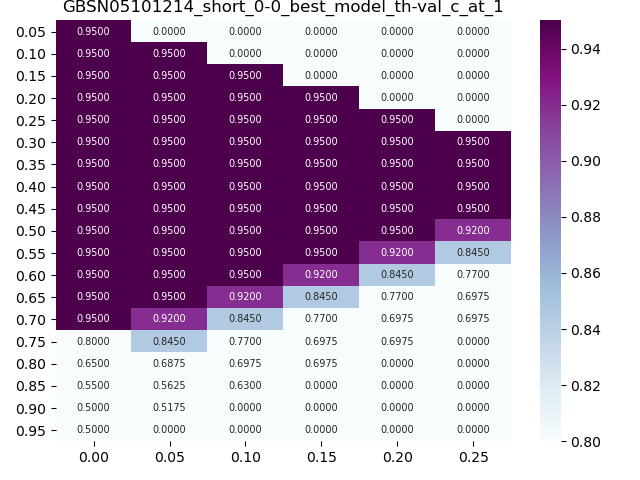 GBSN05101214_short_0-0_best_model_th-val_c_at_1
0.05 0.9500 0.0000 0.0000 0.0000 0.0000 0.0000
0.10 0.9500 0.9500 0.0000 0.0000 0.0000 0.0000
0.15 0.9500 0.9500 0.9500 0.0000 0.0000 0.0000
0.20 0.9500 0.9500 0.9500 0.9500 0.0000 0.0000
0.25 0.9500 0.9500 0.9500 0.9500 0.9500 0.0000
0.30 0.9500 0.9500 0.9500 0.9500 0.9500 0.9500
0.35 0.9500 0.9500 0.9500 0.9500 0.9500 0.9500
0.40 0.9500 0.9500 0.9500 0.9500 0.9500 0.9500
0.45 0.9500 0.9500 0.9500 0.9500 0.9500 0.9500
0.50 0.9500 0.9500 0.9500 0.9500 0.9500 0.9200
0.55 0.9500 0.9500 0.9500 0.9500 0.9200 0.8450
0.60 0.9500 0.9500 0.9500 0.9200 0.8450 0.7700
0.65 0.9500 0.9500 0.9200 0.8450 0.7700 0.6975
0.70 0.9500 0.9200 0.8450 0.7700 0.6975 0.6975
0.75 0.8000 0.8450 0.7700 0.6975 0.6975 0.0000
0.80 0.6500 0.6875 0.6975 0.6975 0.0000 0.0000
0.85 0.5500 0.5625 0.6300 0.0000 0.0000 0.0000
0.90 0.5000 0.5175 0.0000 0.0000 0.0000 0.0000
0.95 0.5000 0.0000 0.0000 0.0000 0.0000 0.0000
0.00 0.05 0.10 0.15 0.20 0.25
0.94
0.92
0.90
0.88
0.86
0.84
0.82
0.80